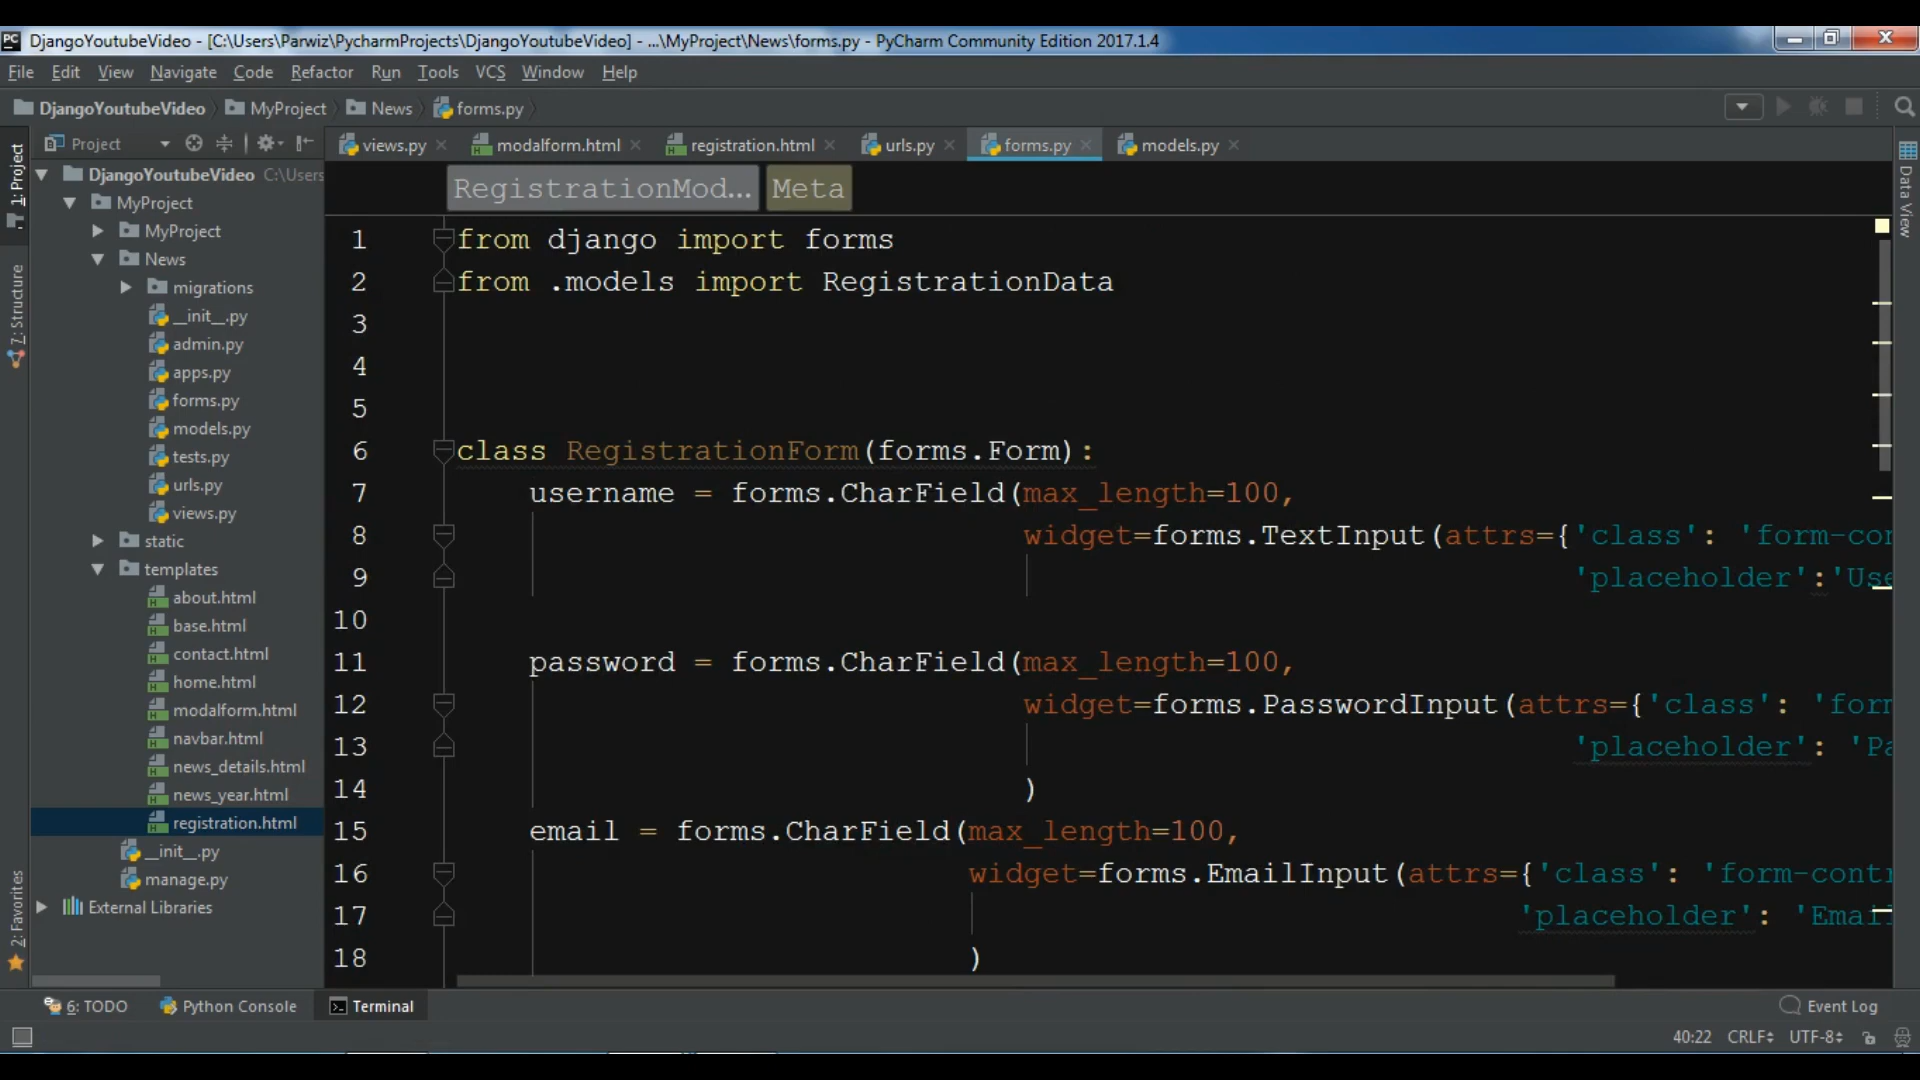 DjangoYoutubeVideo - [C:\Users\Parwiz\PycharmProjects\DjangoYoutubeVideo] - ...\MyProject\News\forms.py - PyCharm Community Edition 2017.1.4
File Edit View Navigate Code Refactor Run Tools VCS Window Help
DjangoYoutubeVideo MyProject News forms.py
Project
views.py modalform.html registration.html urls.py forms.py models.py
1: Project
7: Structure
2: Favorites
DjangoYoutubeVideo C:\Users
MyProject
MyProject
News
migrations
__init__.py
admin.py
apps.py
forms.py
models.py
tests.py
urls.py
views.py
static
templates
about.html
base.html
contact.html
home.html
modalform.html
navbar.html
news_details.html
news_year.html
registration.html
__init__.py
manage.py
External Libraries
RegistrationMod... Meta
1 from django import forms
2 from .models import RegistrationData
3
4
5
6 class RegistrationForm(forms.Form):
7 username = forms.CharField(max_length=100,
8 widget=forms.TextInput(attrs={'class': 'form-con
9 'placeholder':'Use
10
11 password = forms.CharField(max_length=100,
12 widget=forms.PasswordInput(attrs={'class': 'form
13 'placeholder': 'Pa
14 )
15 email = forms.CharField(max_length=100,
16 widget=forms.EmailInput(attrs={'class': 'form-contr
17 'placeholder': 'Email
18 )
Data View
6: TODO Python Console Terminal Event Log
40:22 CRLF UTF-8